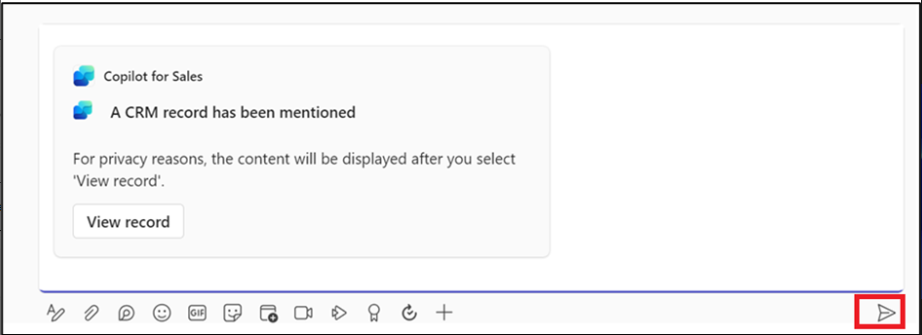 Copilot for Sales
A CRM record has been mentioned
For privacy reasons, the content will be displayed after you select
'View record'.
View record
GIF